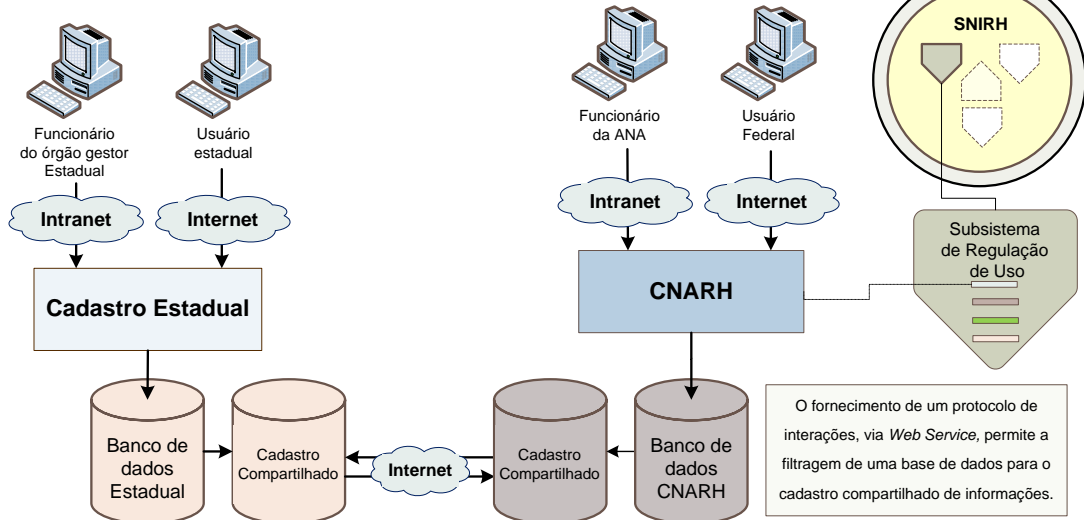 SNIRH
Funcionário
do órgão gestor
Estadual
Usuário
estadual
Funcionário
da ANA
Usuário
Federal
Intranet
Internet
Intranet
Internet
Subsistema
de Regulação
de Uso
Cadastro Estadual
CNARH
Banco de
dados
Estadual
Cadastro
Compartilhado
Internet
Cadastro
Compartilhado
Banco de
dados
CNARH
O fornecimento de um protocolo de
interações, via Web Service, permite a
filtragem de uma base de dados para o
cadastro compartilhado de informações.